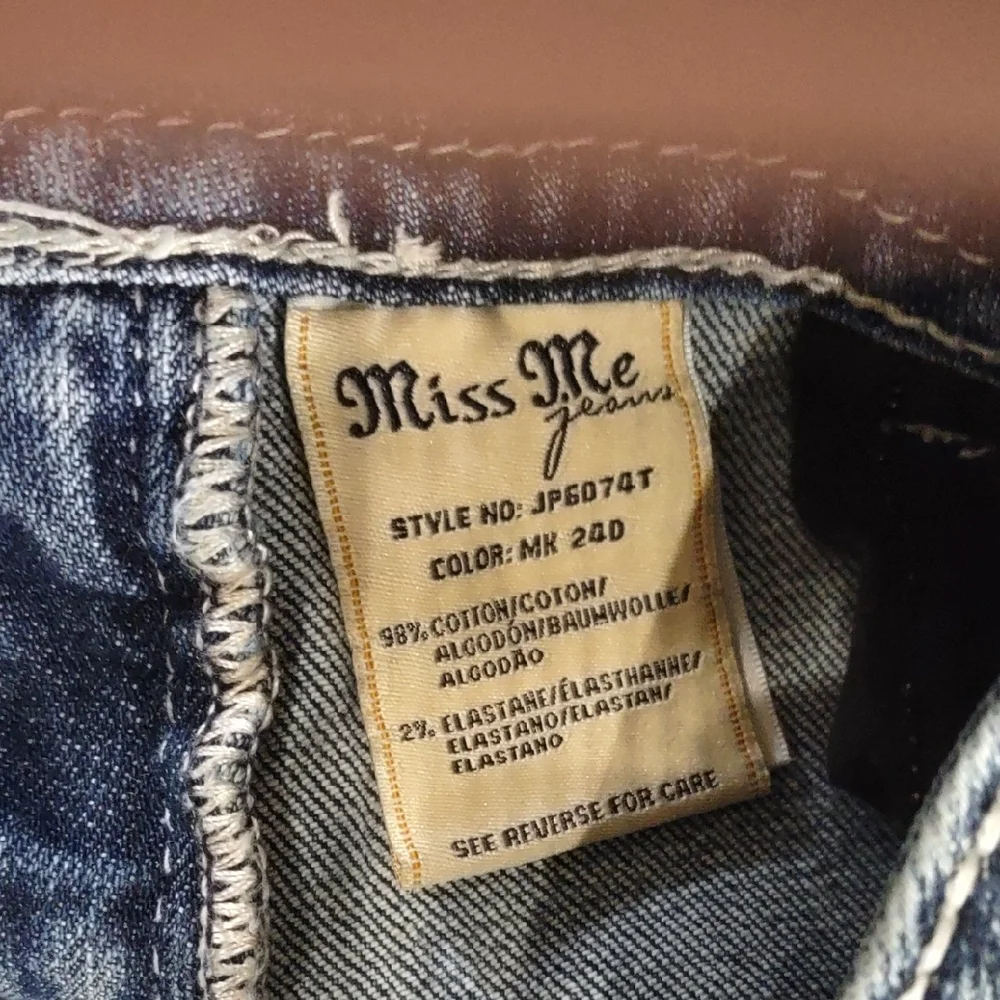 Miss Me
jeans
STYLE NO: JP6074T
COLOR: MK 24D
98% COTTON/COTON/
ALGODÓN/BAUMWOLLE/
ALGODÃO
2% ELASTANE/ÉLASTHANNE/
ELASTANO/ELASTAN/
ELASTANO
SEE REVERSE FOR CARE